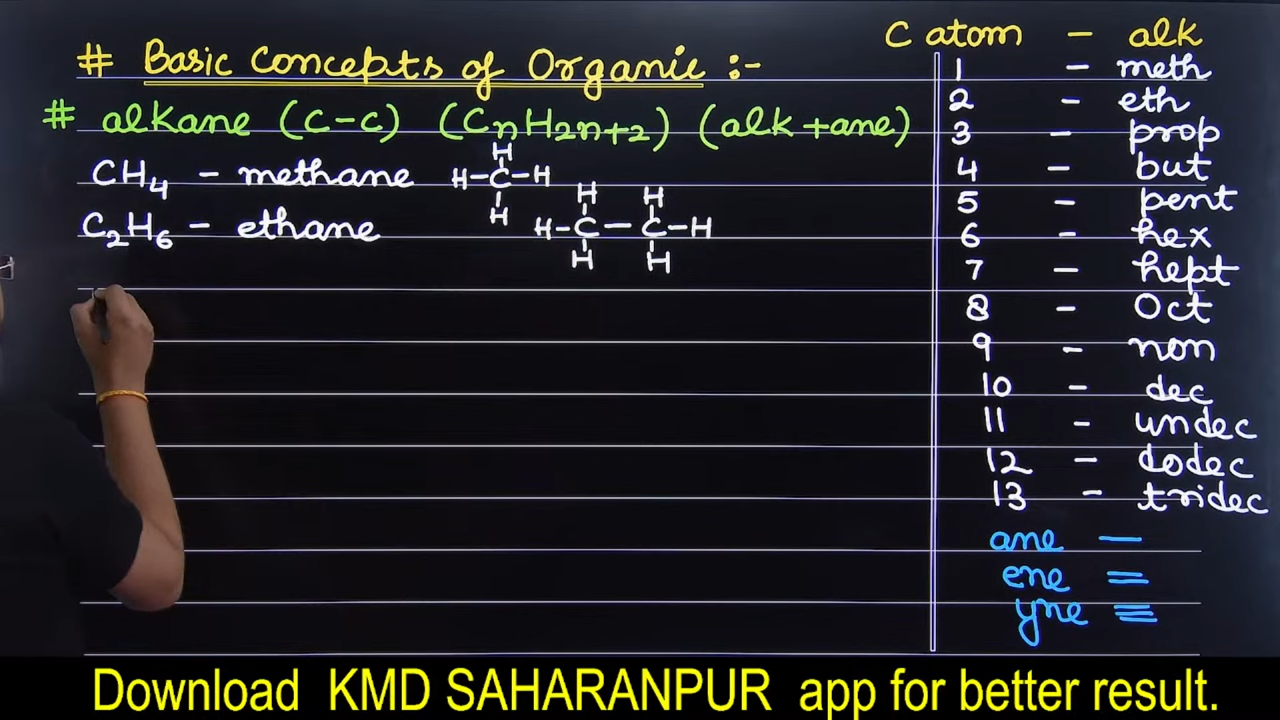 # Basic Concepts of Organic :-
# alkane (C-C) (CnH2n+2) (alk+ane)
CH4 - methane
H
H-C-H
H
C2H6 - ethane
H H
H-C-C-H
H H
C atom - alk
1 - meth
2 - eth
3 - prop
4 - but
5 - pent
6 - hex
7 - hept
8 - Oct
9 - non
10 - dec
11 - undec
12 - dodec
13 - tridec
ane —
ene =
yne ≡
Download KMD SAHARANPUR app for better result.